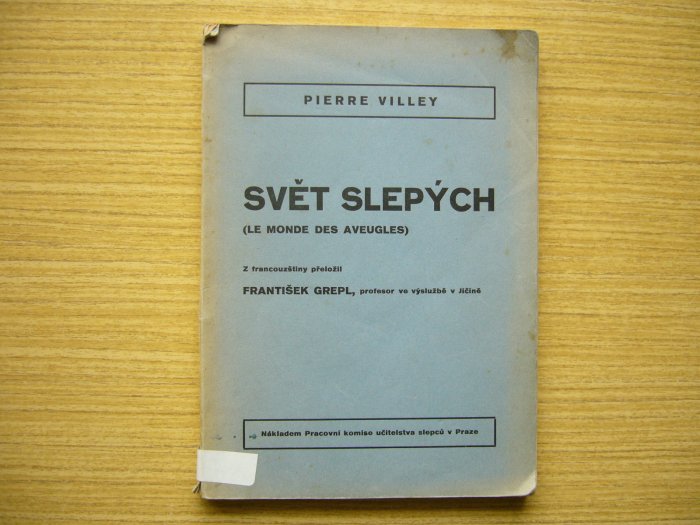 PIERRE VILLEY
SVĚT SLEPÝCH
(LE MONDE DES AVEUGLES)
Z francouzštiny přeložil
FRANTIŠEK GREPL, profesor ve výslužbě v Jičíně
Nákladem Pracovní komise učitelstva slepců v Praze